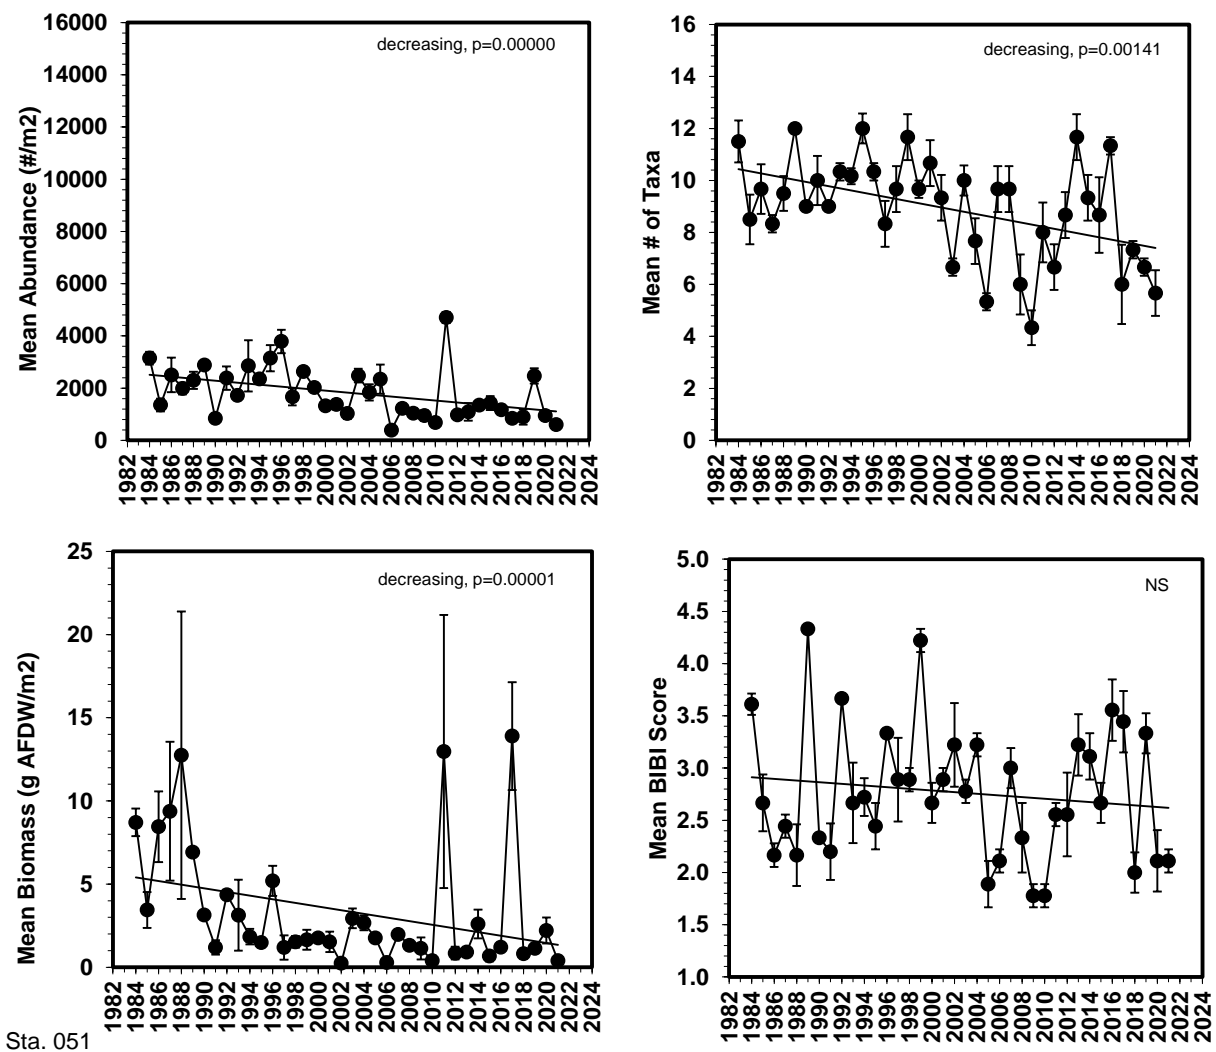 Mean Abundance (#/m2)
16000
14000
12000
10000
8000
6000
4000
2000
0
decreasing, p=0.00000
1982 1984 1986 1988 1990 1992 1994 1996 1998 2000 2002 2004 2006 2008 2010 2012 2014 2016 2018 2020 2022 2024
Mean # of Taxa
16
14
12
10
8
6
4
2
0
decreasing, p=0.00141
1982 1984 1986 1988 1990 1992 1994 1996 1998 2000 2002 2004 2006 2008 2010 2012 2014 2016 2018 2020 2022 2024
Mean Biomass (g AFDW/m2)
25
20
15
10
5
0
decreasing, p=0.00001
1982 1984 1986 1988 1990 1992 1994 1996 1998 2000 2002 2004 2006 2008 2010 2012 2014 2016 2018 2020 2022 2024
Mean BIBI Score
5.0
4.5
4.0
3.5
3.0
2.5
2.0
1.5
1.0
NS
1982 1984 1986 1988 1990 1992 1994 1996 1998 2000 2002 2004 2006 2008 2010 2012 2014 2016 2018 2020 2022 2024
Sta. 051